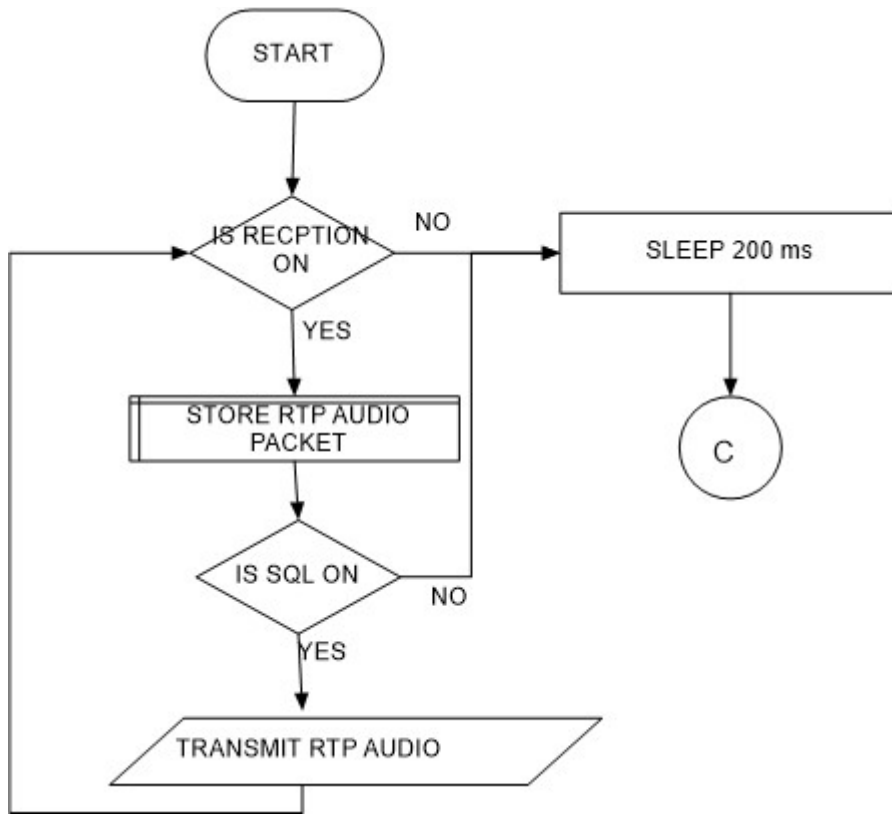 START
IS RECPTION
ON
NO
SLEEP 200 ms
YES
STORE RTP AUDIO
PACKET
C
IS SQL ON
NO
YES
TRANSMIT RTP AUDIO